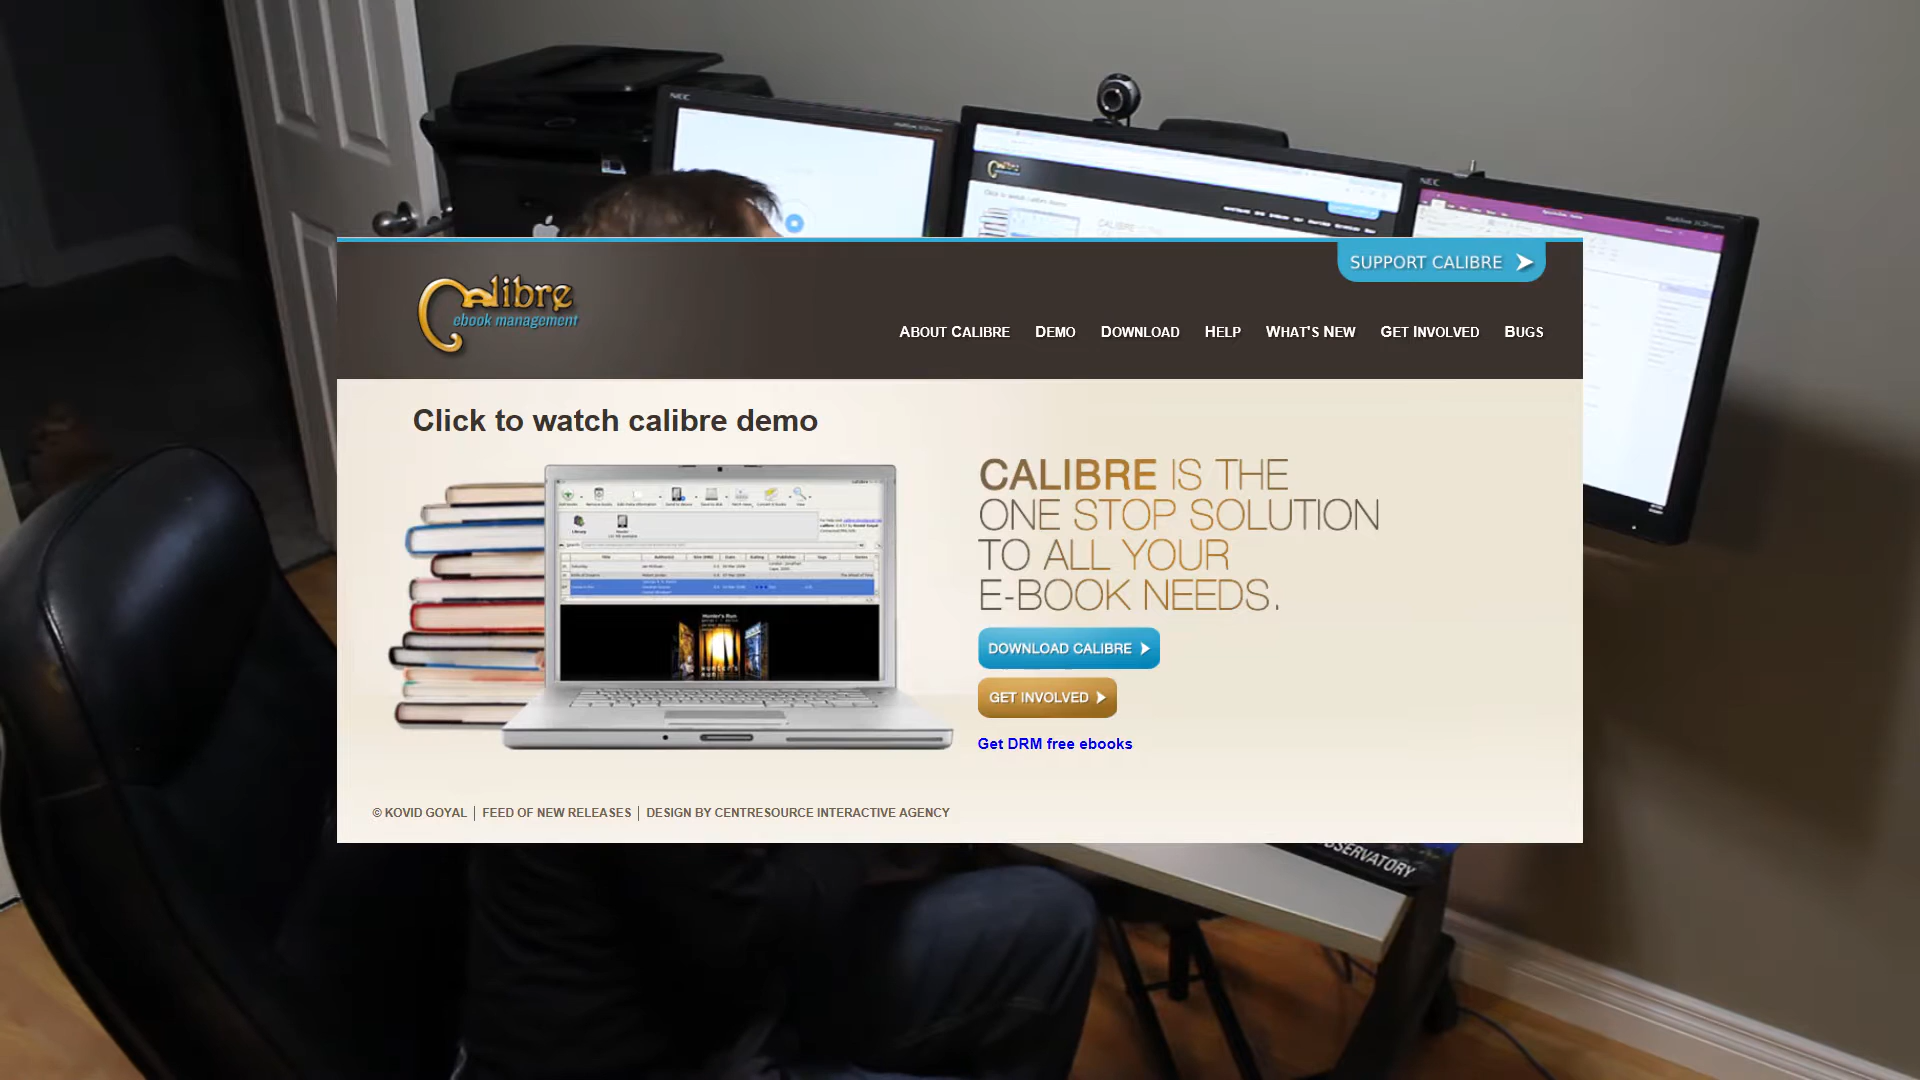 NEC
NEC
SUPPORT CALIBRE
Calibre
ebook management
ABOUT CALIBRE
DEMO
DOWNLOAD
HELP
WHAT'S NEW
GET INVOLVED
BUGS
Click to watch calibre demo
CALIBRE IS THE
ONE STOP SOLUTION
TO ALL YOUR
E-BOOK NEEDS.
DOWNLOAD CALIBRE
GET INVOLVED
Get DRM free ebooks
© KOVID GOYAL
FEED OF NEW RELEASES
DESIGN BY CENTRESOURCE INTERACTIVE AGENCY